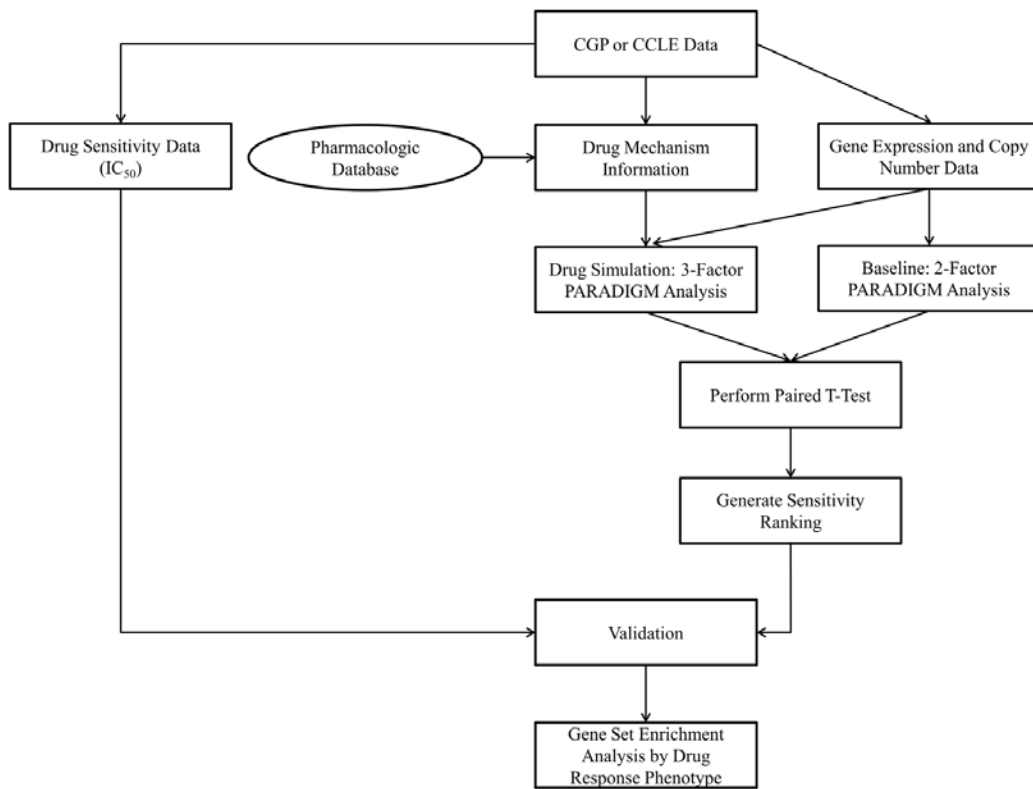 CGP or CCLE Data
Drug Sensitivity Data
(IC₅₀)
Pharmacologic
Database
Drug Mechanism
Information
Gene Expression and Copy
Number Data
Drug Simulation: 3-Factor
PARADIGM Analysis
Baseline: 2-Factor
PARADIGM Analysis
Perform Paired T-Test
Generate Sensitivity
Ranking
Validation
Gene Set Enrichment
Analysis by Drug
Response Phenotype